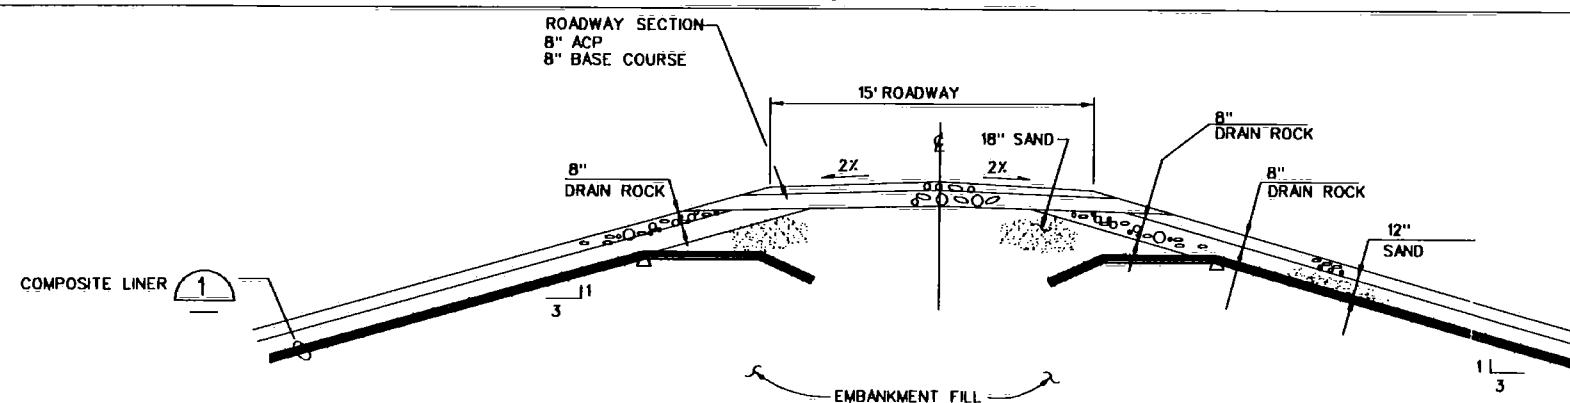 ROADWAY SECTION
8" ACP
8" BASE COURSE
15' ROADWAY
8"
DRAIN ROCK
18" SAND
℄
2%
2%
8"
DRAIN ROCK
8"
DRAIN ROCK
12"
SAND
COMPOSITE LINER
1
1
3
1
3
EMBANKMENT FILL